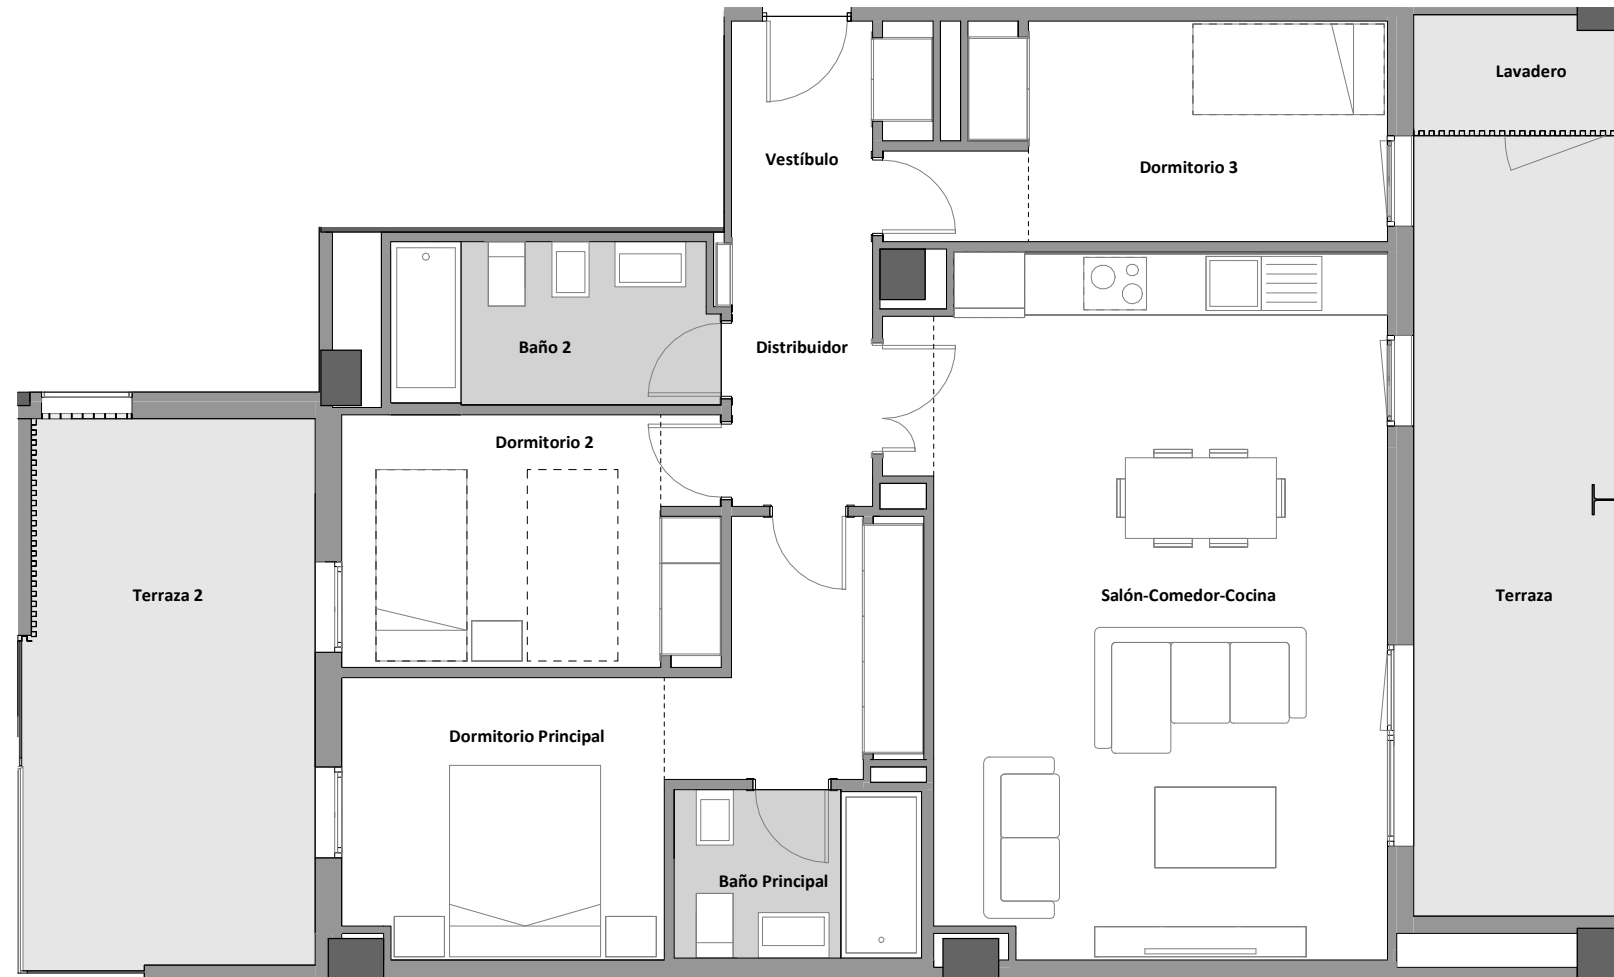 Lavadero
Vestíbulo
Dormitorio 3
Baño 2
Distribuidor
Dormitorio 2
Terraza 2
Salón-Comedor-Cocina
Terraza
Dormitorio Principal
Baño Principal